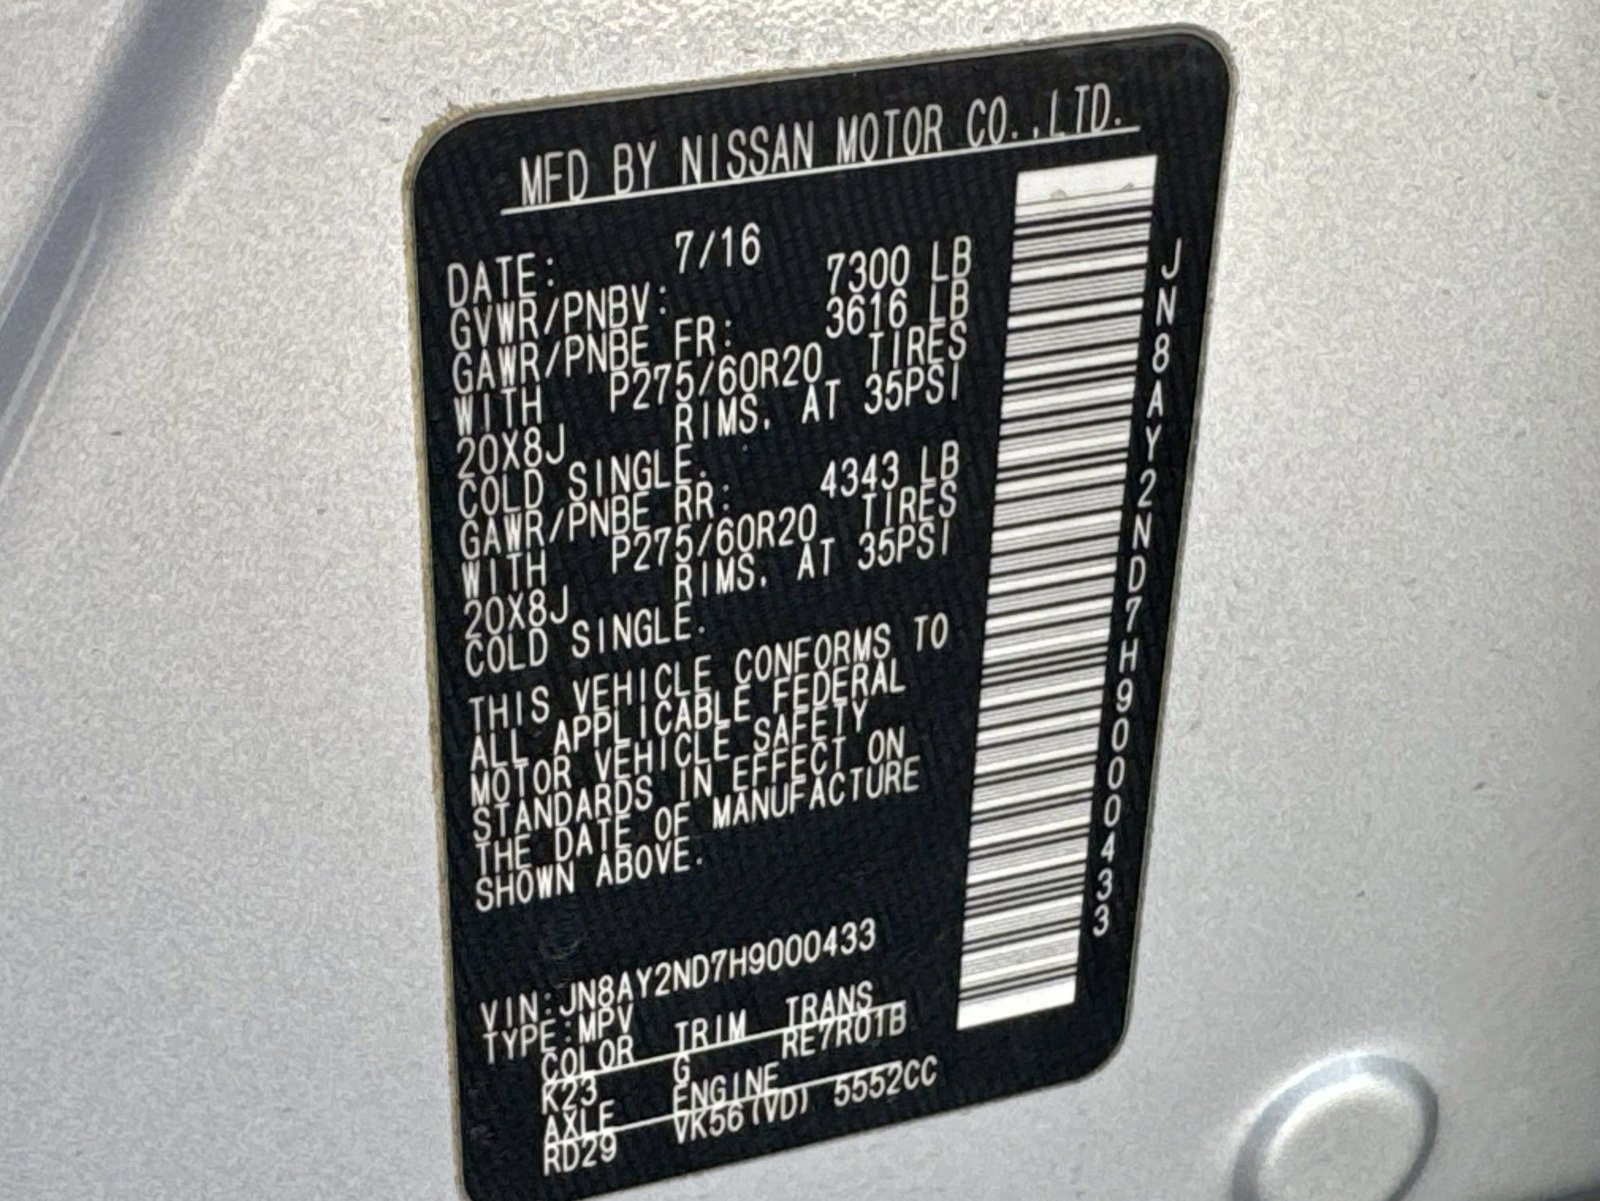 MFD BY NISSAN MOTOR CO.,LTD.
DATE: 7/16
GVWR/PNBV: 7300 LB
GAWR/PNBE FR: 3616 LB
WITH P275/60R20 TIRES
20X8J RIMS. AT 35PSI
COLD SINGLE.
GAWR/PNBE RR: 4343 LB
WITH P275/60R20 TIRES
20X8J RIMS. AT 35PSI
COLD SINGLE.
THIS VEHICLE CONFORMS TO
ALL APPLICABLE FEDERAL
MOTOR VEHICLE SAFETY
STANDARDS IN EFFECT ON
THE DATE OF MANUFACTURE
SHOWN ABOVE.
VIN:JN8AY2ND7H9000433
TYPE:MPV
COLOR TRIM TRANS
K23 G RE7R01B
AXLE ENGINE
RD29 VK56(VD) 5552CC
JN8AY2ND7H9000433